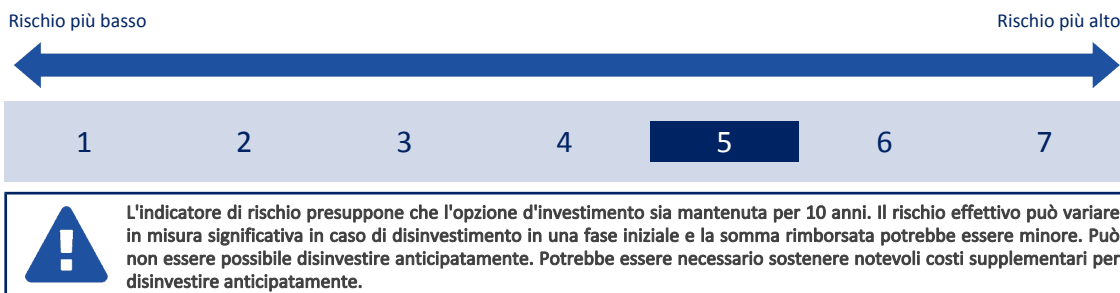 Rischio più basso Rischio più alto
1 2 3 4 5 6 7
L'indicatore di rischio presuppone che l'opzione d'investimento sia mantenuta per 10 anni. Il rischio effettivo può variare
in misura significativa in caso di disinvestimento in una fase iniziale e la somma rimborsata potrebbe essere minore. Può
non essere possibile disinvestire anticipatamente. Potrebbe essere necessario sostenere notevoli costi supplementari per
disinvestire anticipatamente.